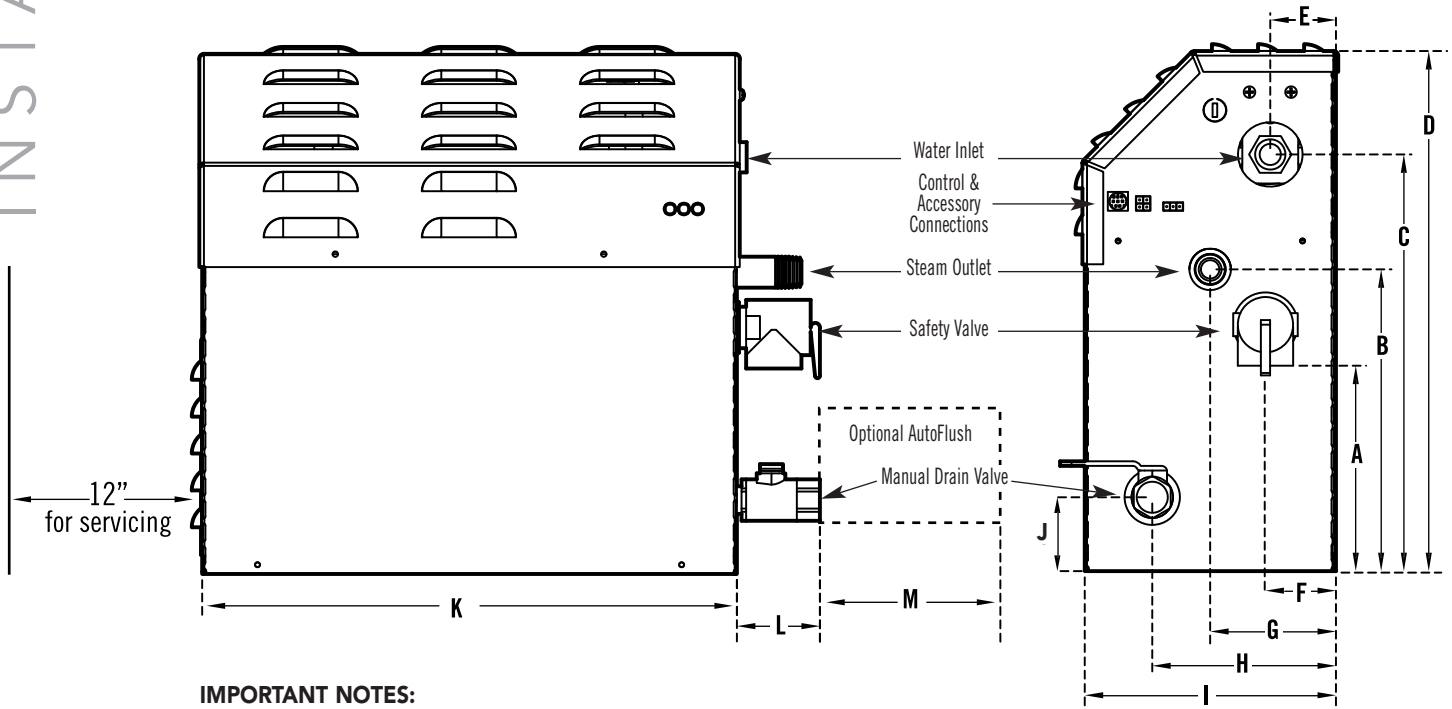 INSTA
E
D
Water Inlet
Control &
Accessory
Connections
C
Steam Outlet
Safety Valve
B
Optional AutoFlush
A
Manual Drain Valve
12”
for servicing
J
F
K
M
L
G
H
I
IMPORTANT NOTES: